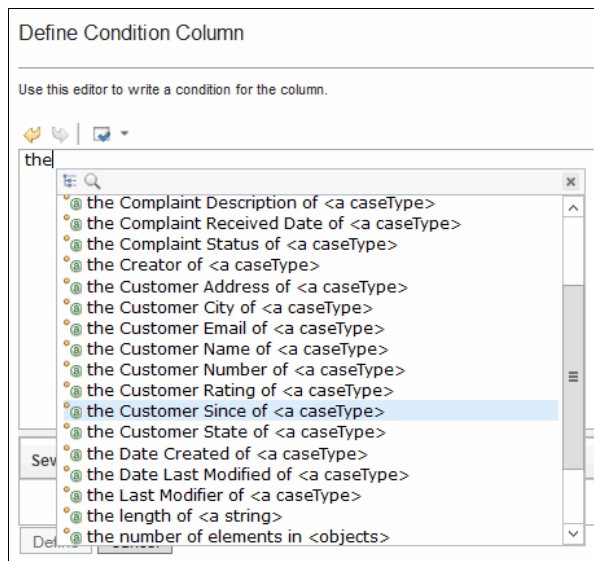 Define Condition Column
Use this editor to write a condition for the column.
the
the Complaint Description of <a caseType>
the Complaint Received Date of <a caseType>
the Complaint Status of <a caseType>
the Creator of <a caseType>
the Customer Address of <a caseType>
the Customer City of <a caseType>
the Customer Email of <a caseType>
the Customer Name of <a caseType>
the Customer Number of <a caseType>
the Customer Rating of <a caseType>
the Customer Since of <a caseType>
the Customer State of <a caseType>
the Date Created of <a caseType>
the Date Last Modified of <a caseType>
the Last Modifier of <a caseType>
the length of <a string>
the number of elements in <objects>